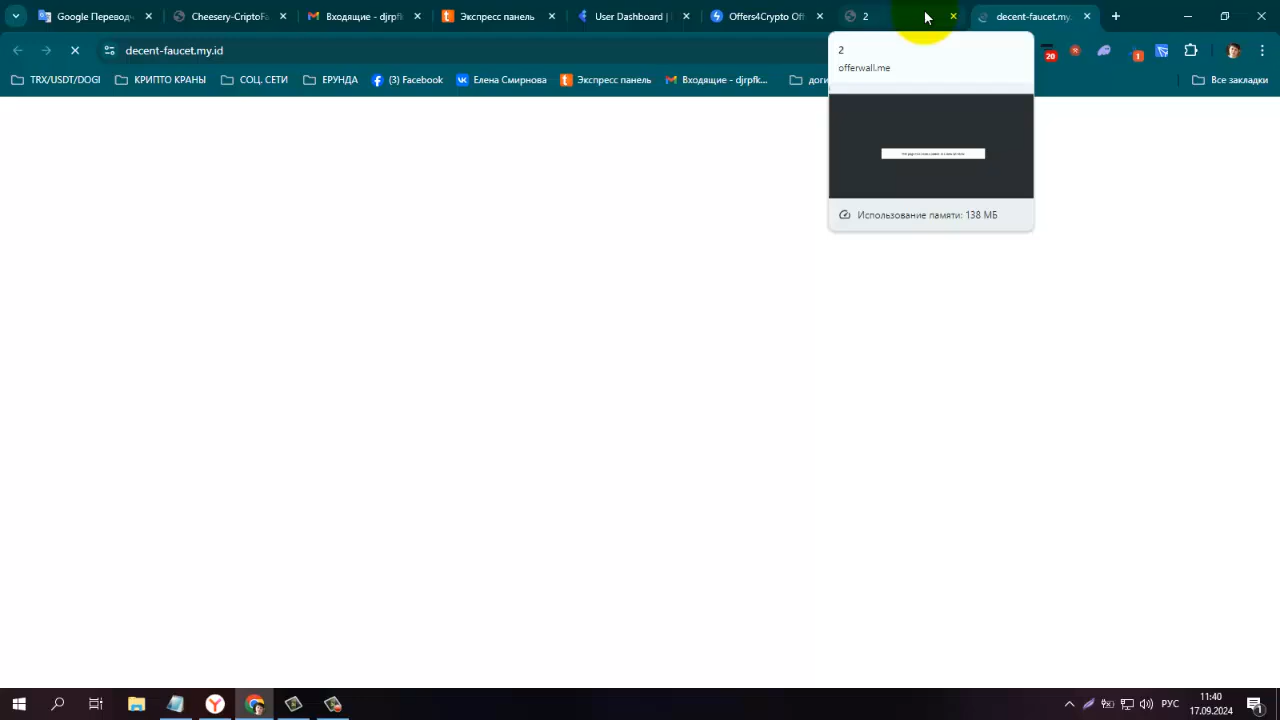 Google Перевод
Cheesery-CriptoFa
Входящие - djrpfk
Экспресс панель
User Dashboard |
Offers4Crypto Off
2
decent-faucet.my.
decent-faucet.my.id
20
1
TRX/USDT/DOGI
КРИПТО КРАНЫ
СОЦ. СЕТИ
ЕРУНДА
(3) Facebook
Елена Смирнова
Экспресс панель
Входящие - djrpfk...
доги
Все закладки
2
offerwall.me
Использование памяти: 138 МБ
РУС
11:40
17.09.2024
1